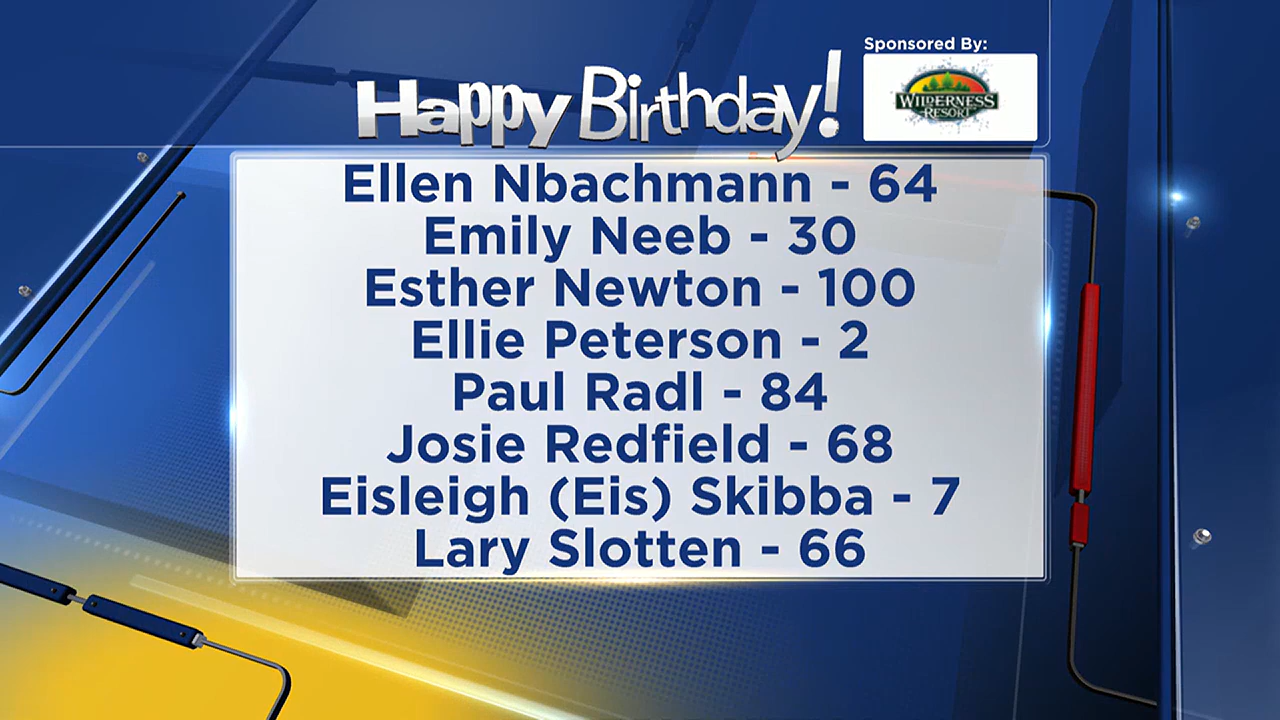 Sponsored By:
Happy Birthday!
WILDERNESS
RESORT
Ellen Nbachmann - 64
Emily Neeb - 30
Esther Newton - 100
Ellie Peterson - 2
Paul Radl - 84
Josie Redfield - 68
Eisleigh (Eis) Skibba - 7
Lary Slotten - 66